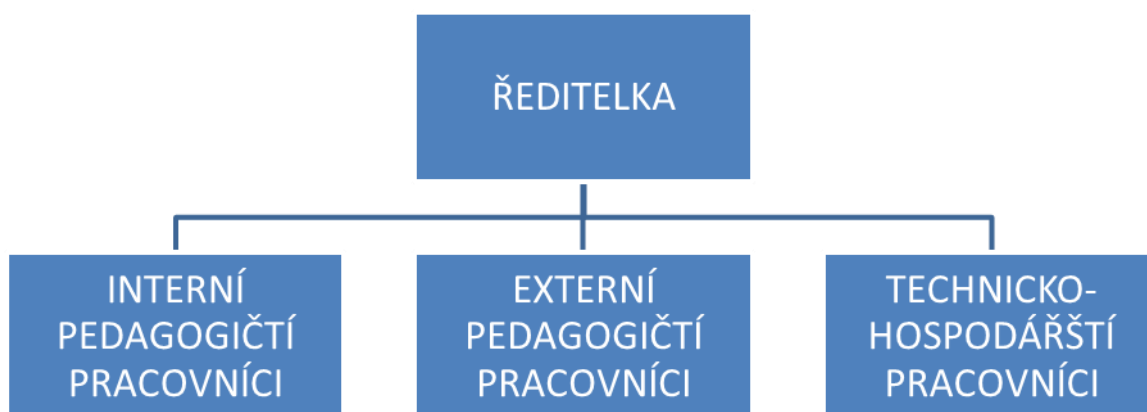 ŘEDITELKA
INTERNÍ
PEDAGOGIČTÍ
PRACOVNÍCI
EXTERNÍ
PEDAGOGIČTÍ
PRACOVNÍCI
TECHNICKO-
HOSPODÁŘŠTÍ
PRACOVNÍCI